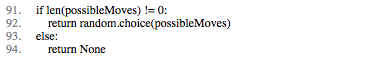 91. if len(possibleMoves) != 0:
92. return random.choice(possibleMoves)
93. else:
94. return None